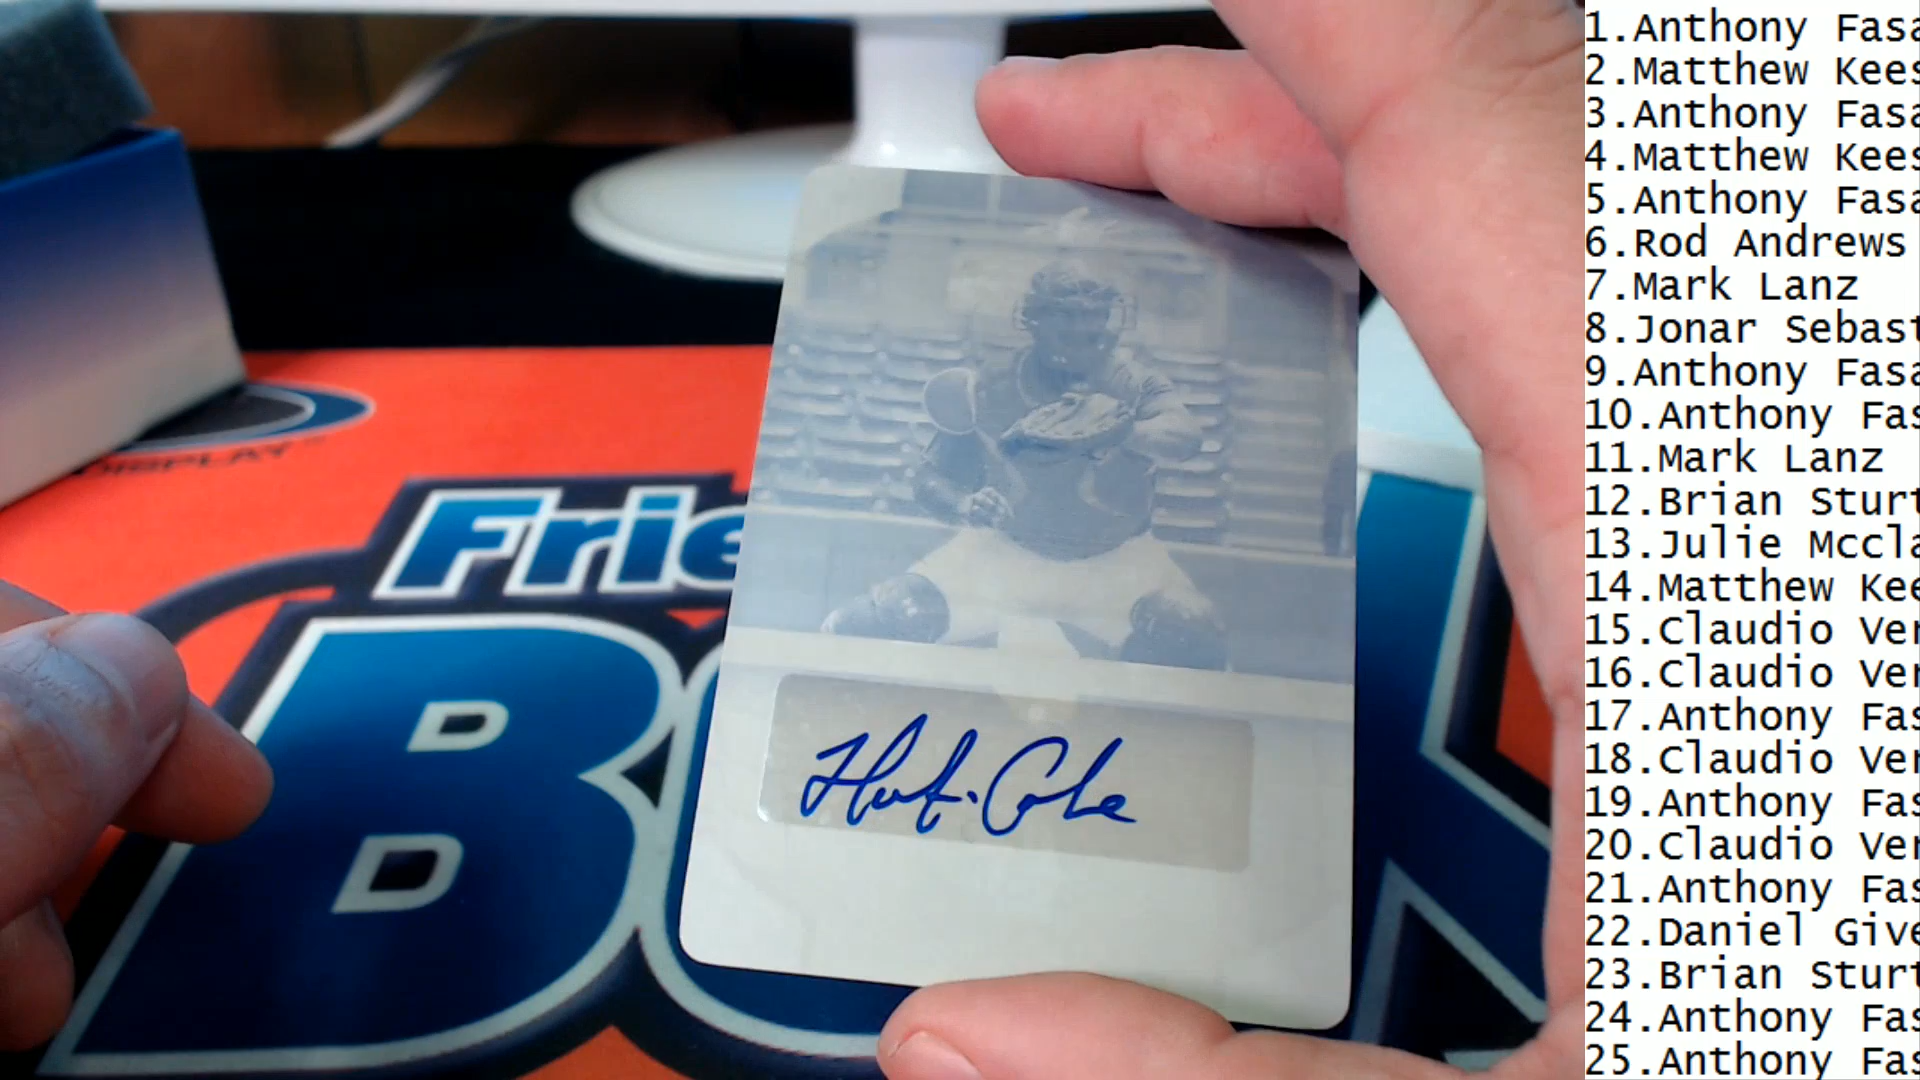 DISPLAY
Frie
B
1.Anthony Fasa
2.Matthew Kees
3.Anthony Fasa
4.Matthew Kees
5.Anthony Fasa
6.Rod Andrews
7.Mark Lanz
8.Jonar Sebast
9.Anthony Fasa
10.Anthony Fas
11.Mark Lanz
12.Brian Sturt
13.Julie McCla
14.Matthew Kee
15.Claudio Ver
16.Claudio Ver
17.Anthony Fas
18.Claudio Ver
19.Anthony Fas
20.Claudio Ver
21.Anthony Fas
22.Daniel Give
23.Brian Sturt
24.Anthony Fas
25.Anthony Fas